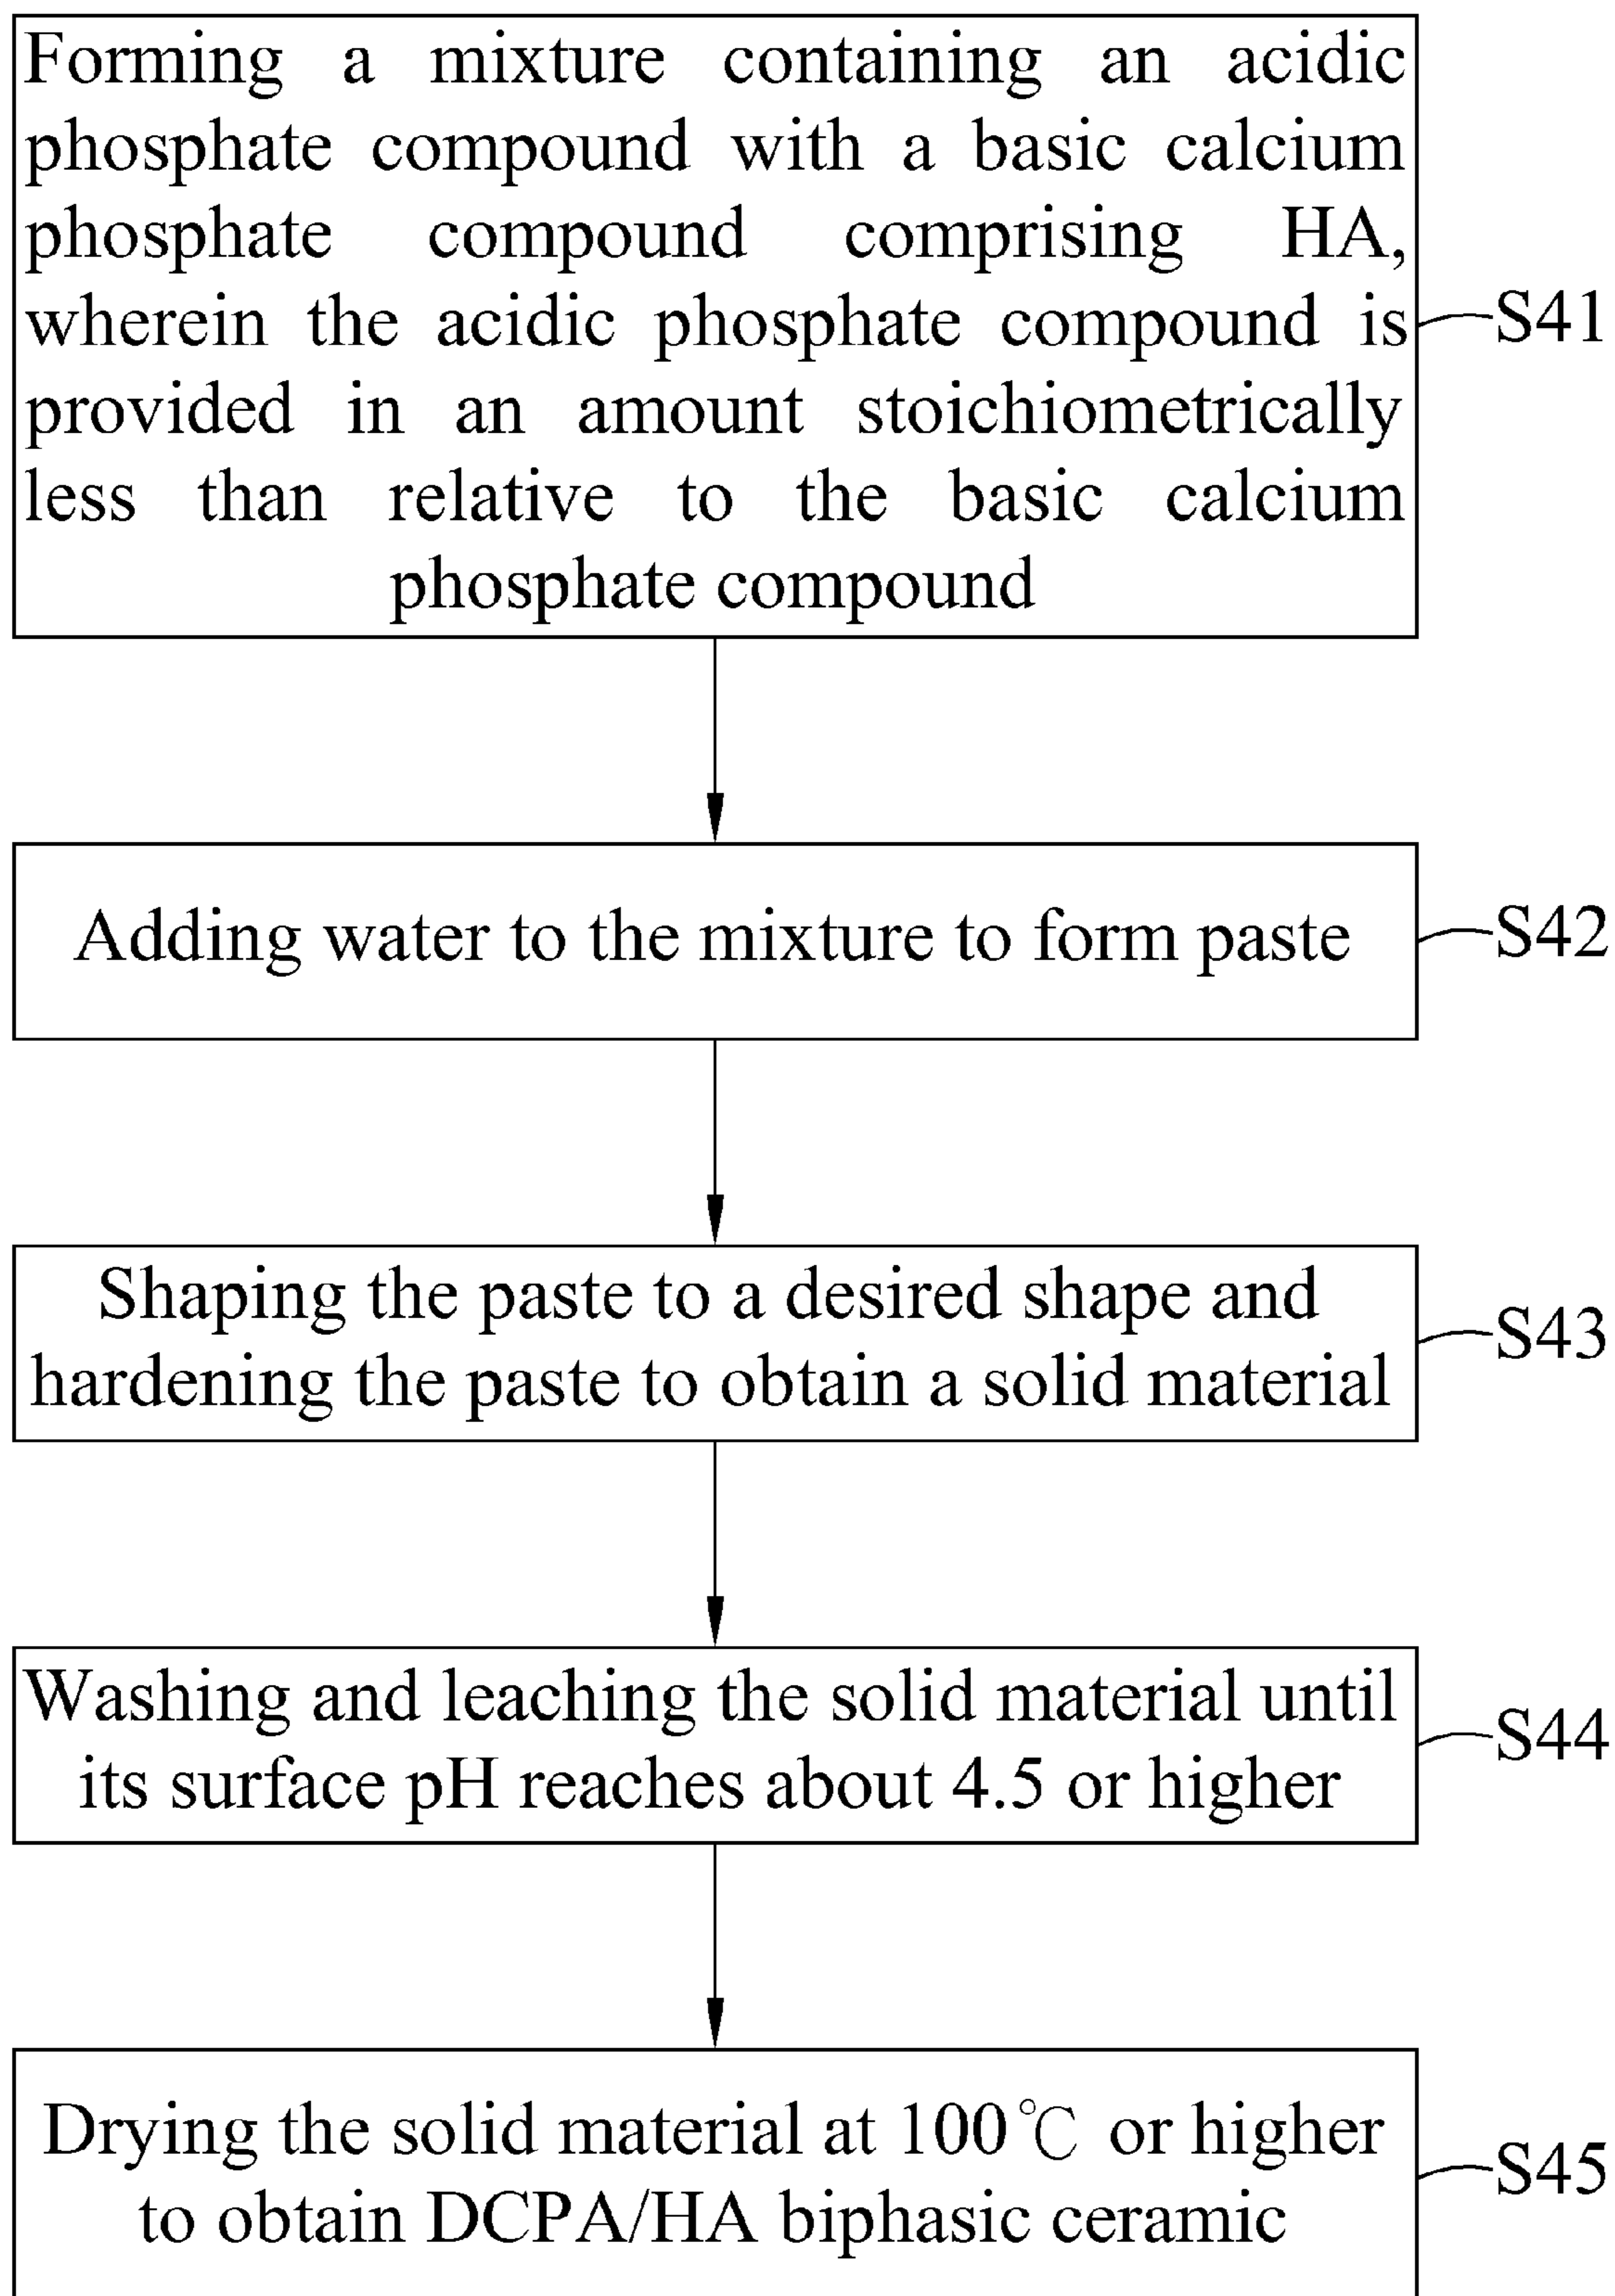 Forming a mixture containing an acidic
phosphate compound with a basic calcium
phosphate compound comprising HA,
wherein the acidic phosphate compound is
provided in an amount stoichiometrically
less than relative to the basic calcium
phosphate compound
S41
Adding water to the mixture to form paste
S42
Shaping the paste to a desired shape and
hardening the paste to obtain a solid material
S43
Washing and leaching the solid material until
its surface pH reaches about 4.5 or higher
S44
Drying the solid material at 100℃ or higher
to obtain DCPA/HA biphasic ceramic
S45